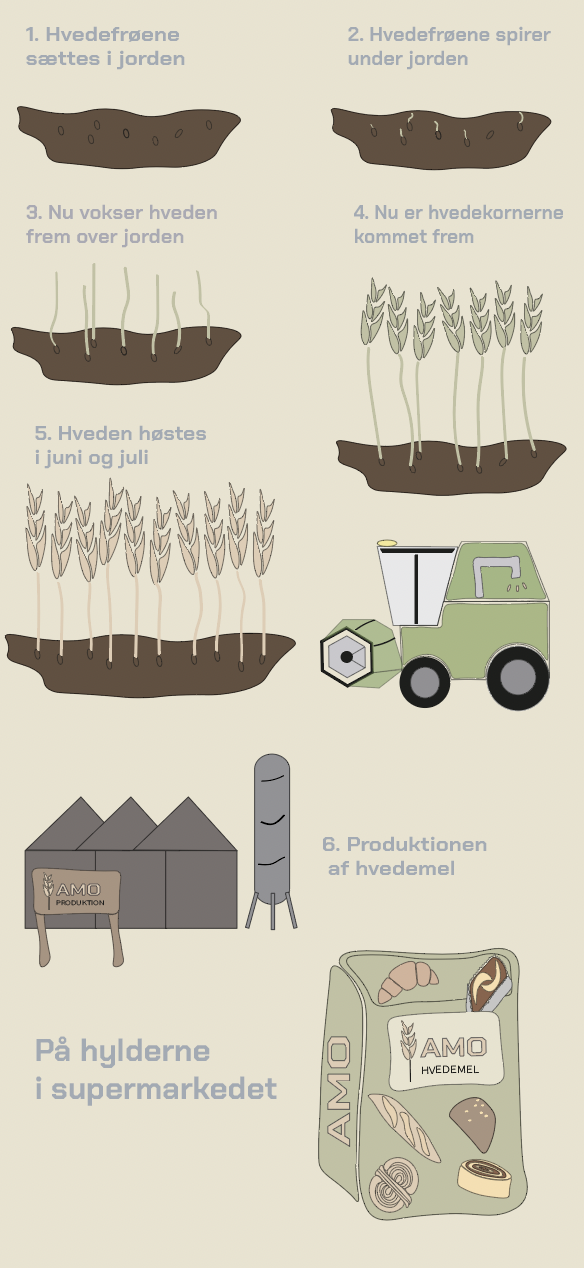 1. Hvedefrøene
sættes i jorden
2. Hvedefrøene spirer
under jorden
3. Nu vokser hveden
frem over jorden
4. Nu er hvedekornerne
kommet frem
5. Hveden høstes
i juni og juli
AMO
PRODUKTION
6. Produktionen
af hvedemel
På hylderne
i supermarkedet
AMO
AMO
HVEDEMEL